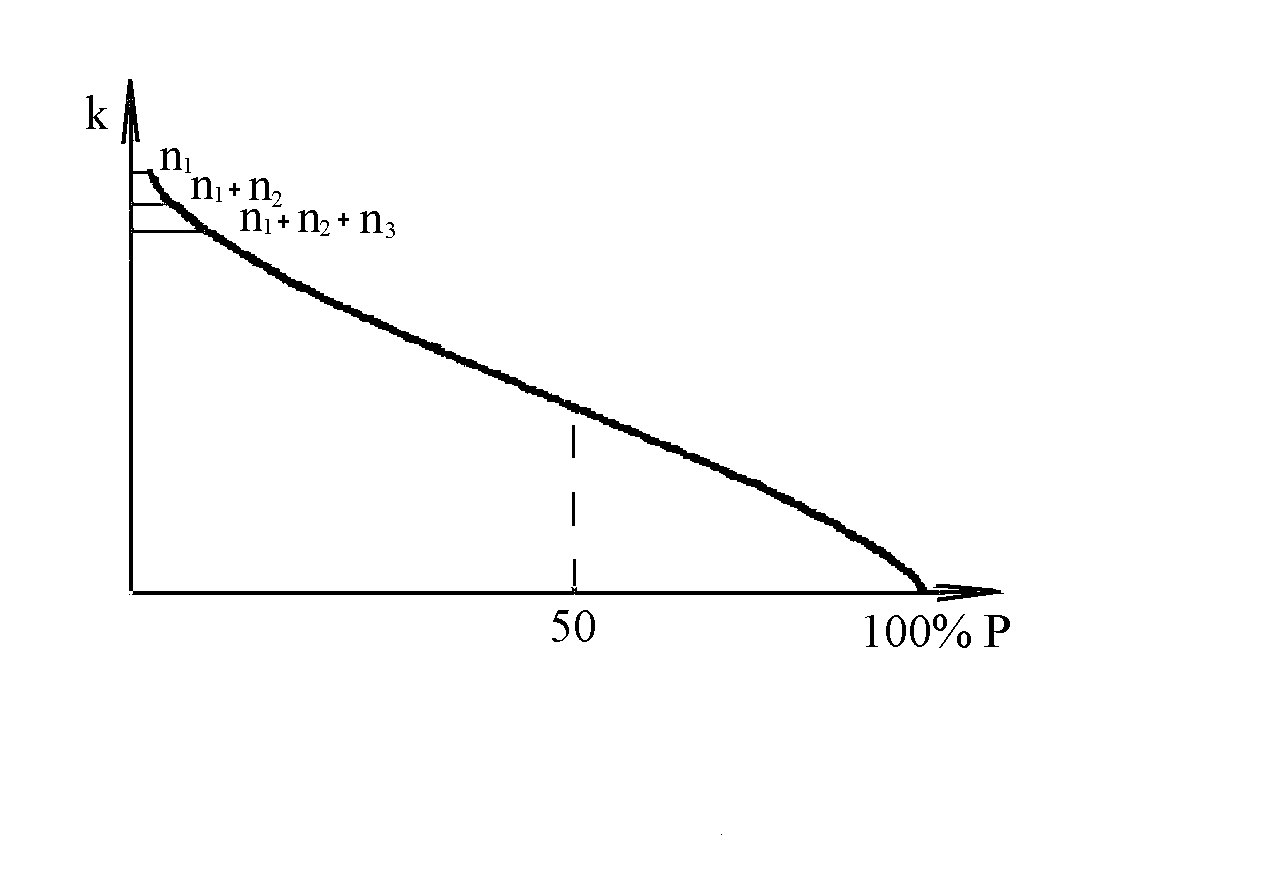 k
n₁
n₁ + n₂
n₁ + n₂ + n₃
50
100% P